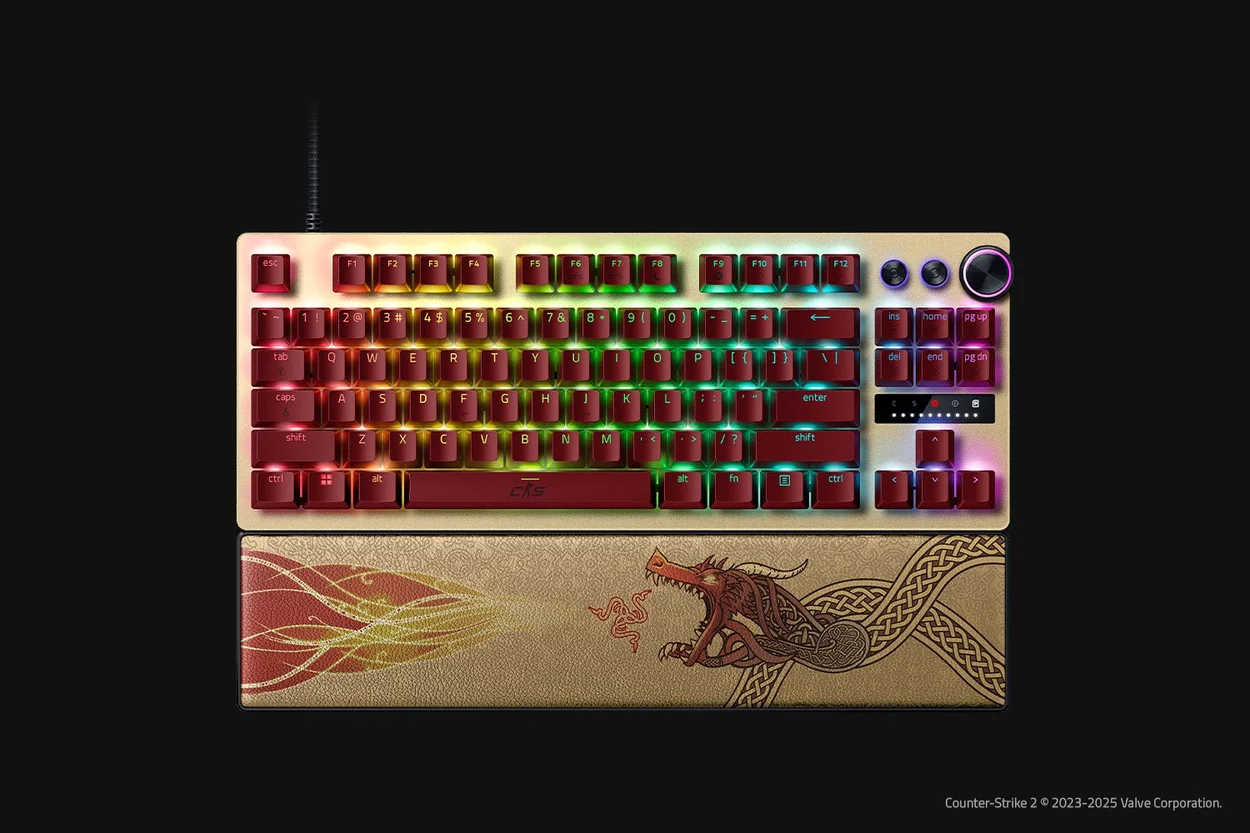 esc F1 F2 F3 F4 F5 F6 F7 F8 F9 F10 F11 F12
` ~ 1 ! 2 @ 3 # 4 $ 5 % 6 ^ 7 & 8 * 9 ( 0 ) - _ = + ← ins home pg up
tab Q W E R T Y U I O P [ { ] } \ | del end pg dn
caps A S D F G H J K L ; : ' " enter C S
shift Z X C V B N M , < . > / ? shift ^
ctrl alt CS alt fn ctrl < v >
Counter-Strike 2 © 2023-2025 Valve Corporation.